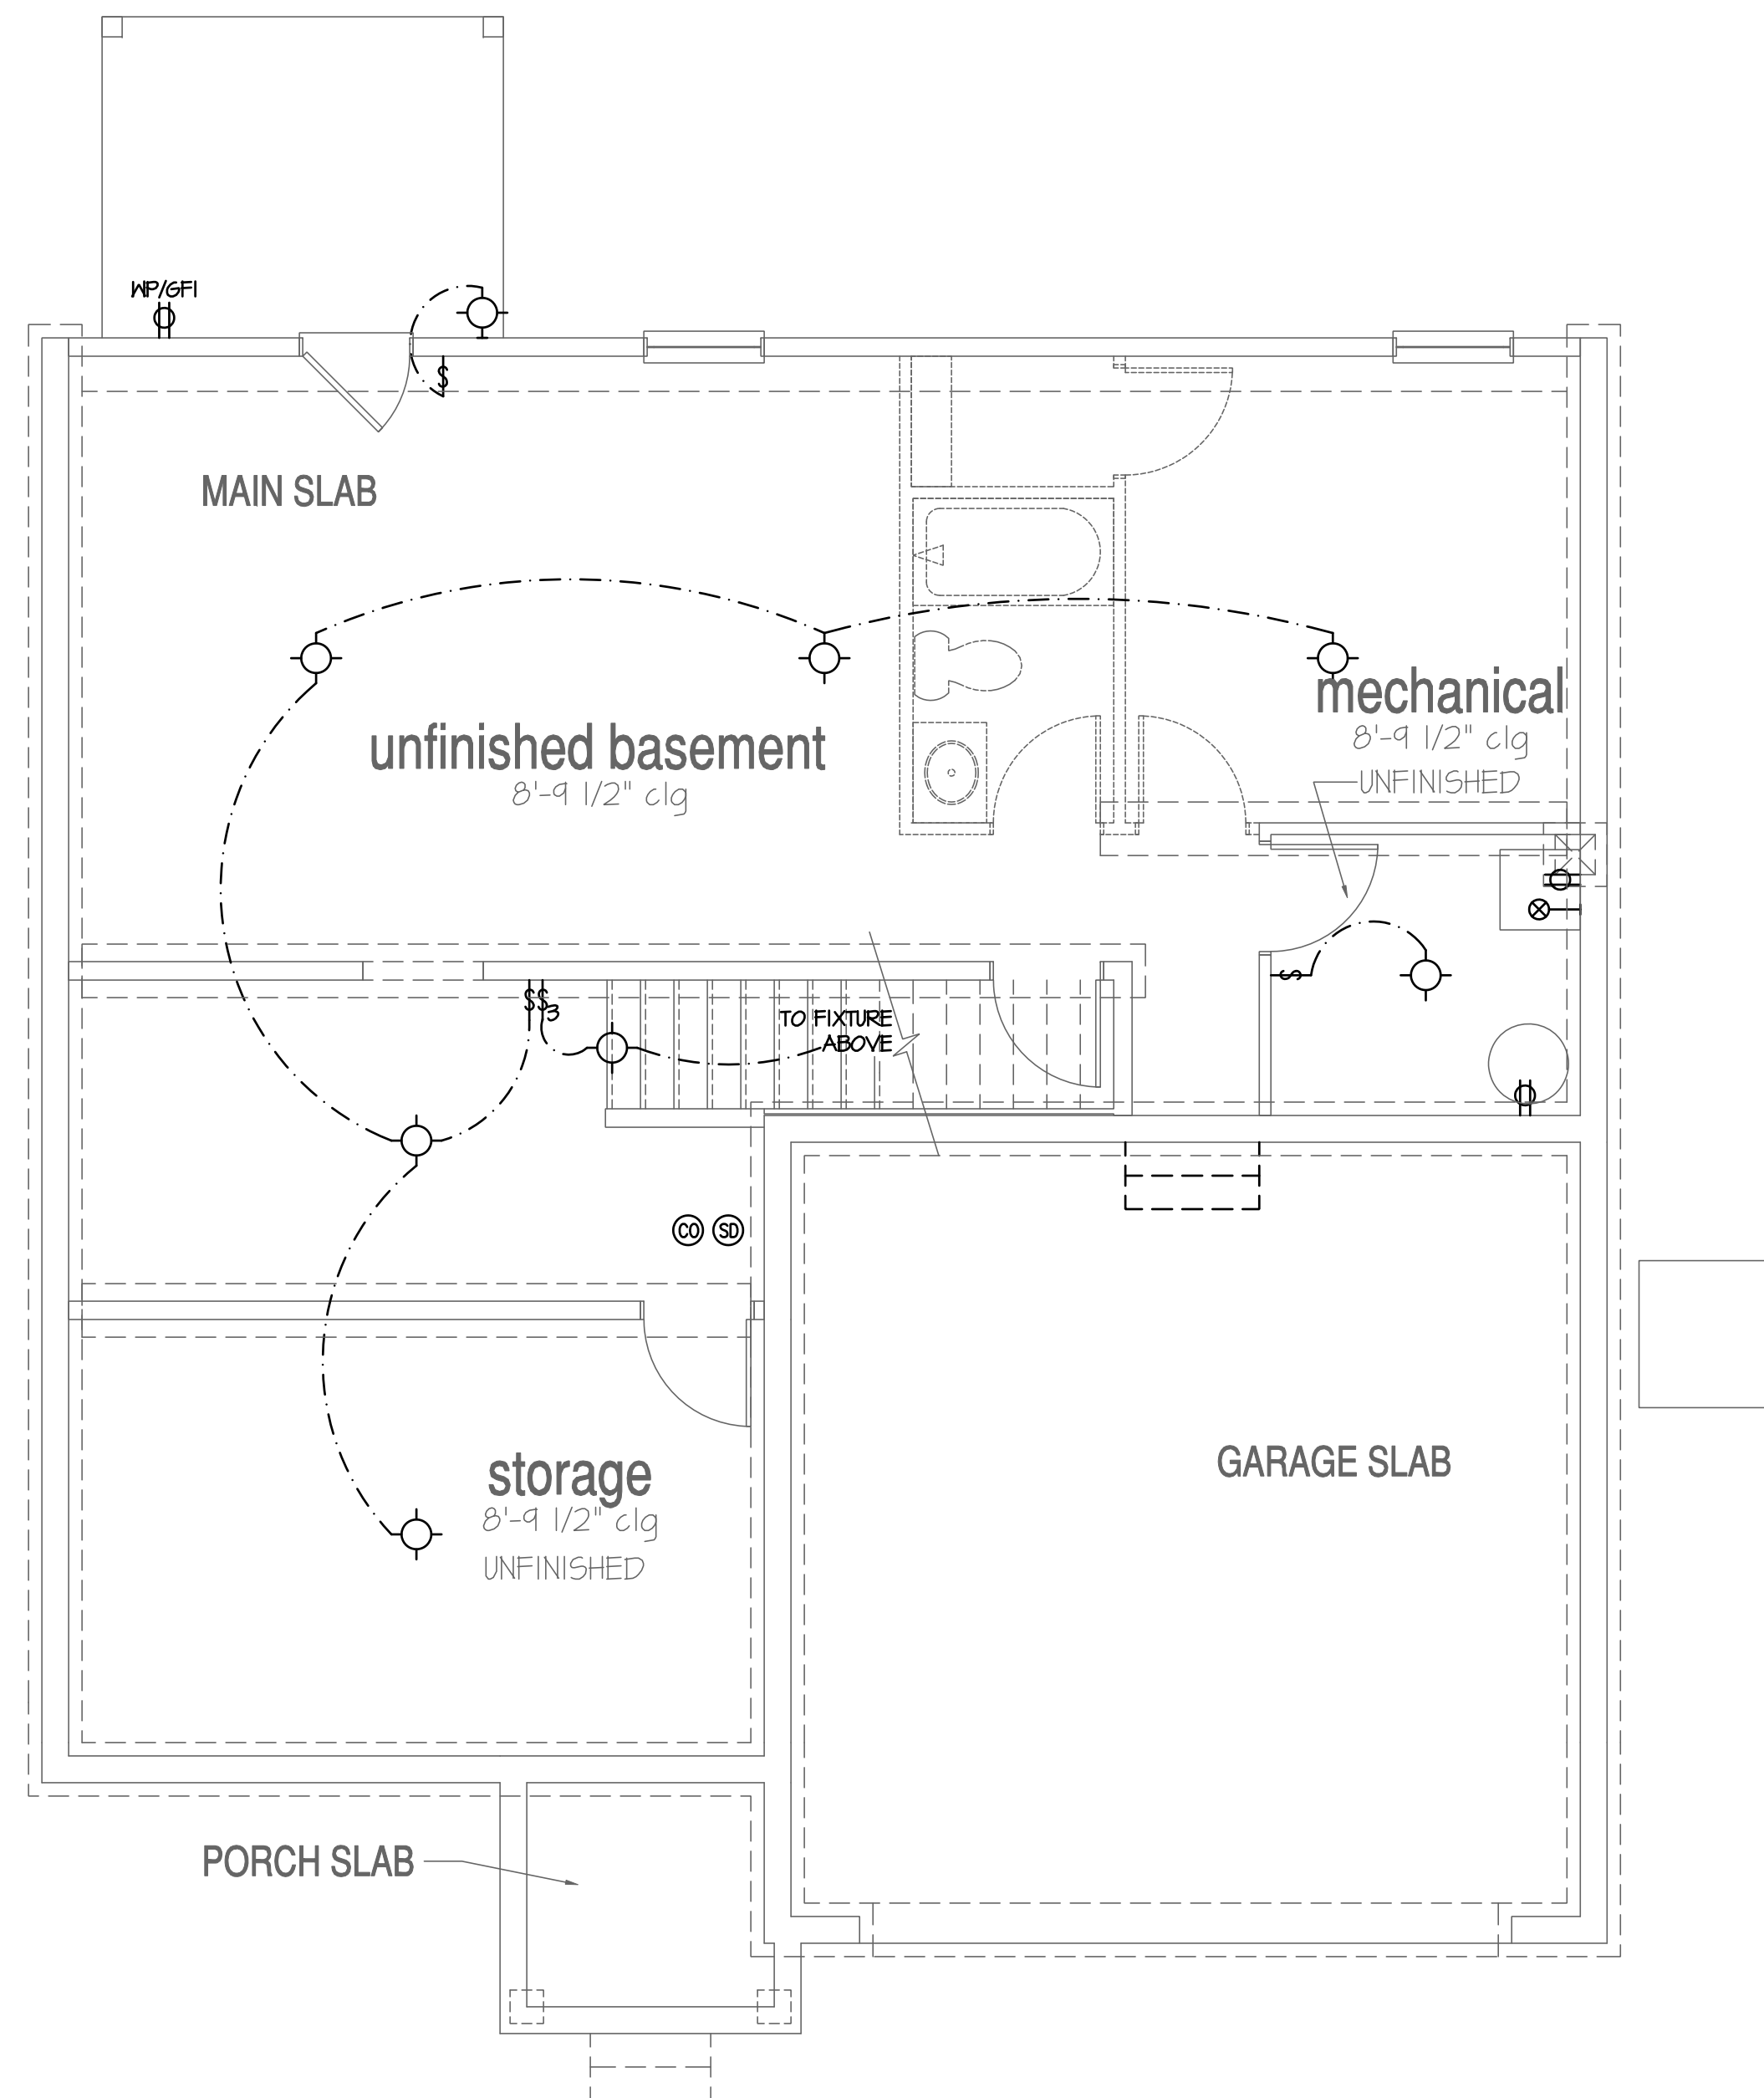 WP/GFI
$
MAIN SLAB
mechanical
8'-9 1/2" clg
UNFINISHED
unfinished basement
8'-9 1/2" clg
$
$$3
TO FIXTURE
ABOVE
CO SD
storage
8'-9 1/2" clg
UNFINISHED
GARAGE SLAB
PORCH SLAB